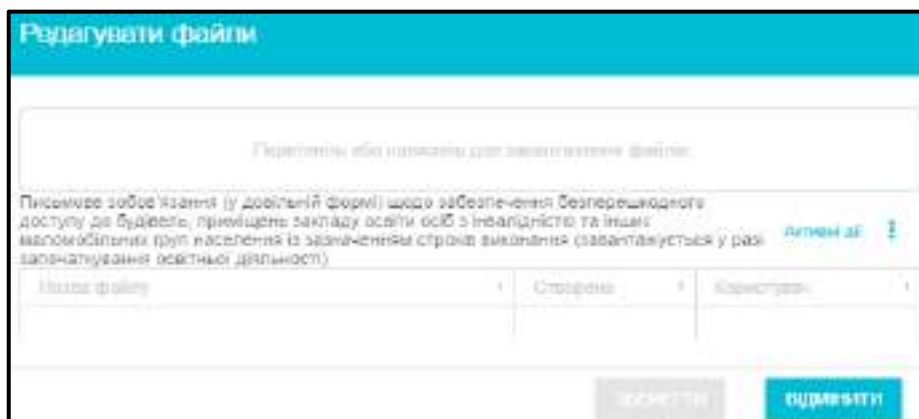 Редагувати файли
Перетягніть або натисніть для завантаження файлів.
Письмове зобов'язання (у довільній формі) щодо забезпечення безперешкодного
доступу до будівель, приміщень закладу освіти осіб з інвалідністю та інших
маломобільних груп населення із зазначенням строків виконання (завантажується у разі
започаткування освітньої діяльності)
Активні дії
Назва файлу Створено Користувач
ЗБЕРЕГТИ ВІДМІНИТИ